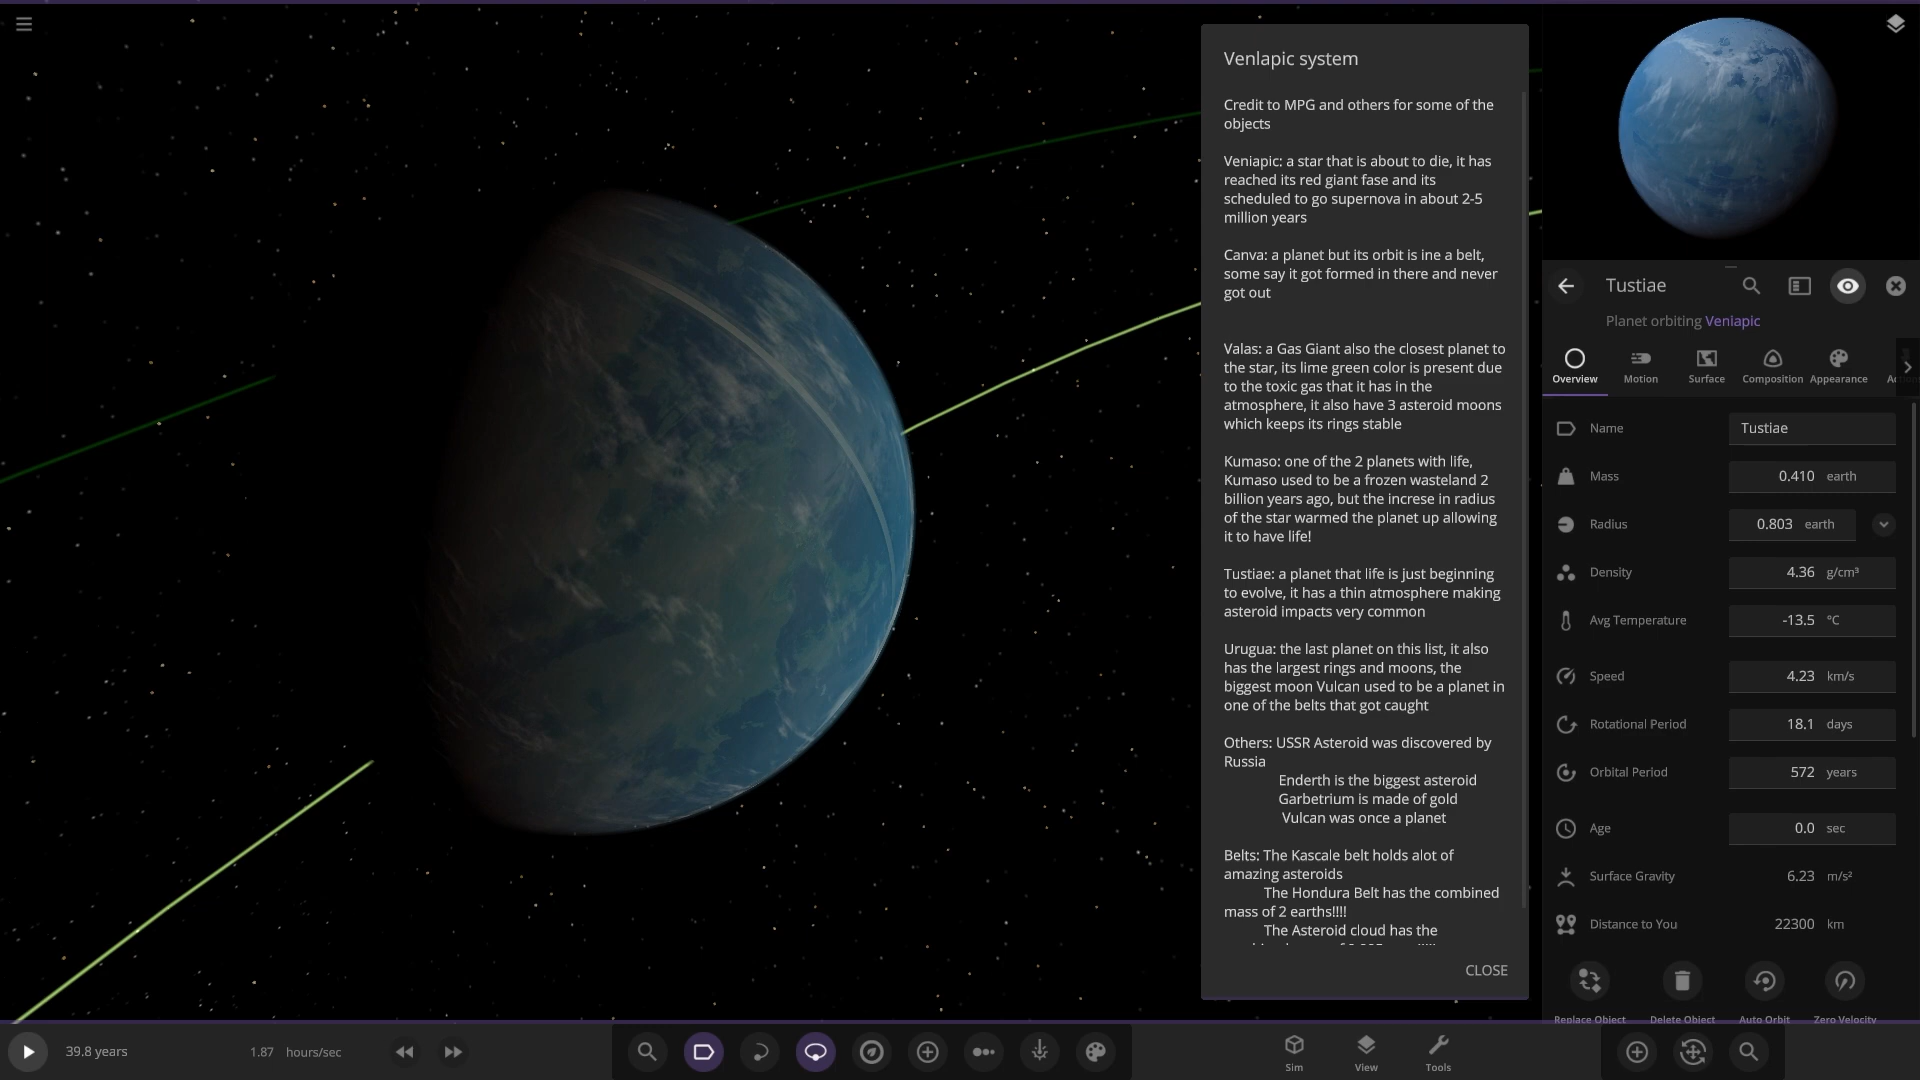 Venlapic system
Credit to MPG and others for some of the
objects
Veniapic: a star that is about to die, it has
reached its red giant fase and its
scheduled to go supernova in about 2-5
million years
Canva: a planet but its orbit is ine a belt,
some say it got formed in there and never
got out
Valas: a Gas Giant also the closest planet to
the star, its lime green color is present due
to the toxic gas that it has in the
atmosphere, it also have 3 asteroid moons
which keeps its rings stable
Kumaso: one of the 2 planets with life,
Kumaso used to be a frozen wasteland 2
billion years ago, but the increse in radius
of the star warmed the planet up allowing
it to have life!
Tustiae: a planet that life is just beginning
to evolve, it has a thin atmosphere making
asteroid impacts very common
Urugua: the last planet on this list, it also
has the largest rings and moons, the
biggest moon Vulcan used to be a planet in
one of the belts that got caught
Others: USSR Asteroid was discovered by
Russia
Enderth is the biggest asteroid
Garbetrium is made of gold
Vulcan was once a planet
Belts: The Kascale belt holds alot of
amazing asteroids
The Hondura Belt has the combined
mass of 2 earths!!!!
The Asteroid cloud has the
CLOSE
Tustiae
Planet orbiting Veniapic
Overview Motion Surface Composition Appearance
Name Tustiae
Mass 0.410 earth
Radius 0.803 earth
Density 4.36 g/cm³
Avg Temperature -13.5 °C
Speed 4.23 km/s
Rotational Period 18.1 days
Orbital Period 572 years
Age 0.0 sec
Surface Gravity 6.23 m/s²
Distance to You 22300 km
Replace Object Delete Object Auto Orbit Zero Velocity
39.8 years 1.87 hours/sec
Sim View Tools